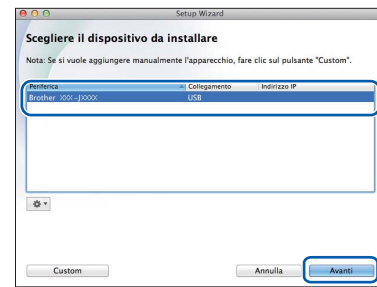 Setup Wizard
Scegliere il dispositivo da installare
Nota: Se si vuole aggiungere manualmente l'apparecchio, fare clic sul pulsante "Custom".
Periferica Collegamento Indirizzo IP
Brother XXX-JXXXX USB
Custom Annulla Avanti